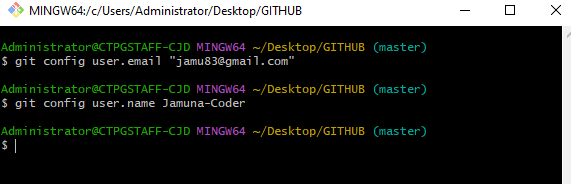 MINGW64:/c/Users/Administrator/Desktop/GITHUB
Administrator@CTPGSTAFF-CJD MINGW64 ~/Desktop/GITHUB (master)
$ git config user.email "jamu83@gmail.com"
Administrator@CTPGSTAFF-CJD MINGW64 ~/Desktop/GITHUB (master)
$ git config user.name Jamuna-Coder
Administrator@CTPGSTAFF-CJD MINGW64 ~/Desktop/GITHUB (master)
$